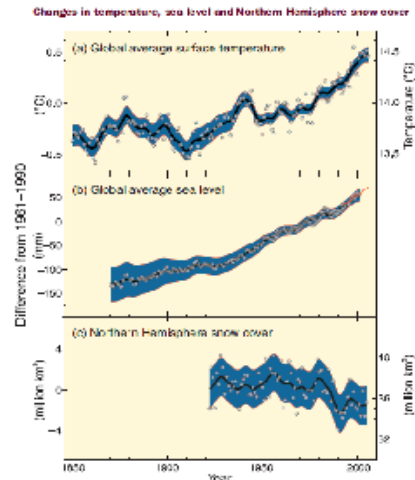 Changes in temperature, sea level and Northern Hemisphere snow cover
(a) Global average surface temperature
0.5
0.0
-0.5
(°C)
14.5
14.0
13.5
Temperature (°C)
Difference from 1961–1990
(b) Global average sea level
50
0
-50
-100
-150
(mm)
(c) Northern Hemisphere snow cover
4
0
-4
(million km²)
36
32
(million km²)
1850
1900
1950
2000
Year